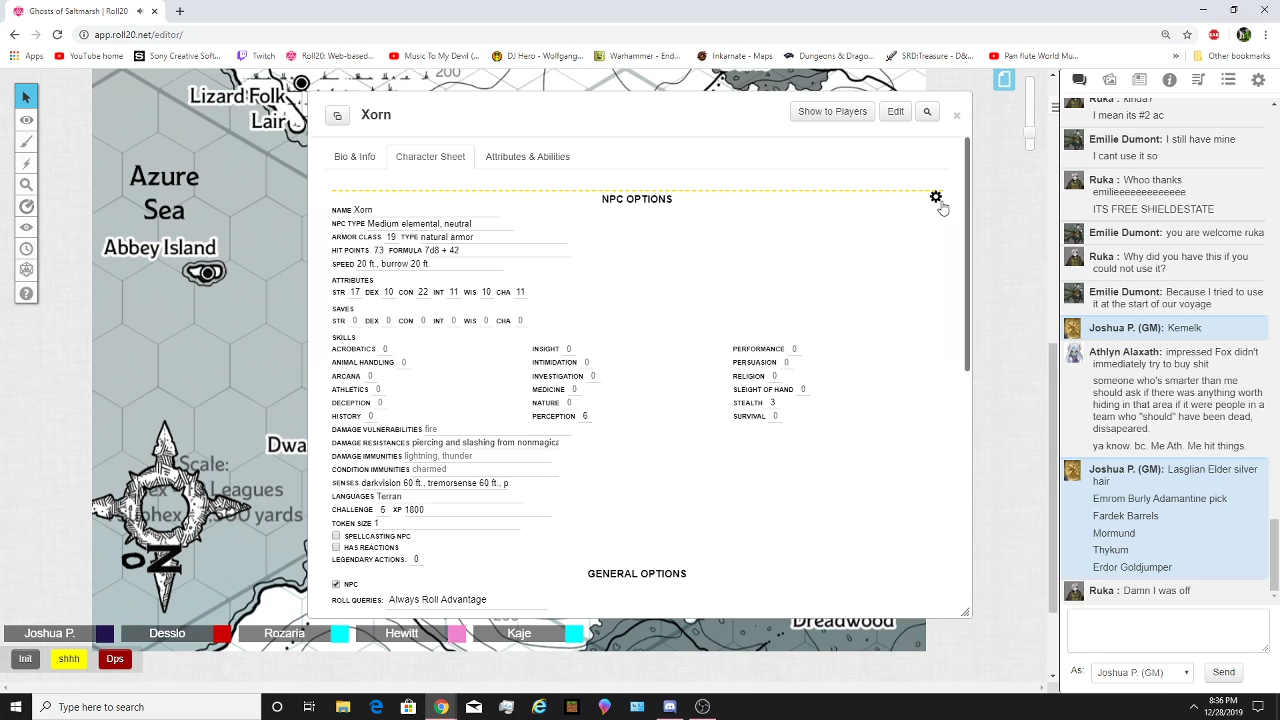 Ghosts of Saltmarsh | Ro
app.roll20.net/editor/
Apps
YouTube home
Sony Creative Sof...
Twitch
Roll20: Welcome
Music To My Devil (...
DJ Hero - Wolfgang...
Warhammer - Eman...
Inkarnate - Maps
Dungeons & Drago...
SRD:Treasure - D&...
Pan flute World Mu...
»
Other bookmarks
200
Lizard Folk
Lair
Azure
Sea
Abbey Island
Dwa
Scale:
Leagues
yards
N
Dreadwood
Xorn
Show to Players
Edit
Bio & Info
Character Sheet
Attributes & Abilities
NPC OPTIONS
NAME Xorn
NPC TYPE Medium elemental, neutral
ARMOR CLASS 19 TYPE natural armor
HIT POINTS 73 FORMULA 7d8 + 42
SPEED 20 ft., burrow 20 ft.
ATTRIBUTES
STR 17 DEX 10 CON 22 INT 11 WIS 10 CHA 11
SAVES
STR 0 DEX 0 CON 0 INT 0 WIS 0 CHA 0
SKILLS
ACROBATICS 0 INSIGHT 0 PERFORMANCE 0
ANIMAL HANDLING 0 INTIMIDATION 0 PERSUASION 0
ARCANA 0 INVESTIGATION 0 RELIGION 0
ATHLETICS 0 MEDICINE 0 SLEIGHT OF HAND 0
DECEPTION 0 NATURE 0 STEALTH 3
HISTORY 0 PERCEPTION 6 SURVIVAL 0
DAMAGE VULNERABILITIES fire
DAMAGE RESISTANCES piercing and slashing from nonmagica
DAMAGE IMMUNITIES lightning, thunder
CONDITION IMMUNITIES charmed
SENSES darkvision 60 ft., tremorsense 60 ft., p
LANGUAGES Terran
CHALLENGE 5 XP 1800
TOKEN SIZE 1
SPELLCASTING NPC
HAS REACTIONS
LEGENDARY ACTIONS: 0
GENERAL OPTIONS
NPC
ROLL QUERIES: Always Roll Advantage
Joshua P. Desslo Rozaria Hewitt Kaje
Init shhh Dps
Ruka : kinda?
I mean its #2 ac
Emilie Dumont: I still have mine
I cant use it so
Ruka : Whoo thanks
emilieeeeeeeeeeeee
ITS FREE SHIELDESTATE
Emilie Dumont: you are welcome ruka
Ruka: Why did you have this if you
could not use it?
Emilie Dumont: Because I tried to use
it at the start of our voyage
Joshua P. (GM): Kemelk
Athlyn Alaxath: impressed Fox didn't
immediately try to buy shit
someone who's smarter than me
should ask if there was anything worth
hiding in that area if it were people in a
team who "should" have been dead,
dissapeared.
ya know. bc. Me Ath. Me hit things.
Joshua P. (GM): Lasglian Elder silver
hair
Emrom Burly Adamantine pick
Fardek Barrels
Mormund
Thykum
Erdor Goldjumper
Ruka : Damn I was off
As: Joshua P. (GM) Send
Type here to search
8:36 PM
12/28/2019